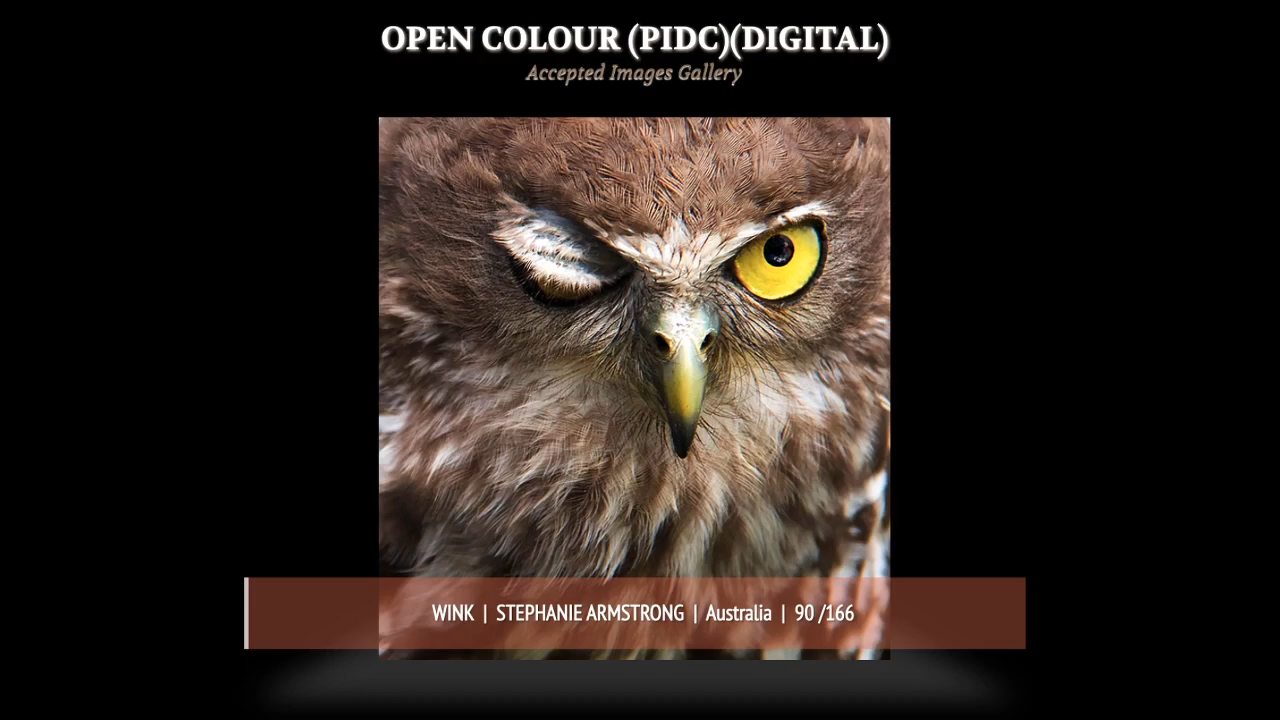 OPEN COLOUR (PIDC)(DIGITAL)
Accepted Images Gallery
WINK | STEPHANIE ARMSTRONG | Australia | 90 /166